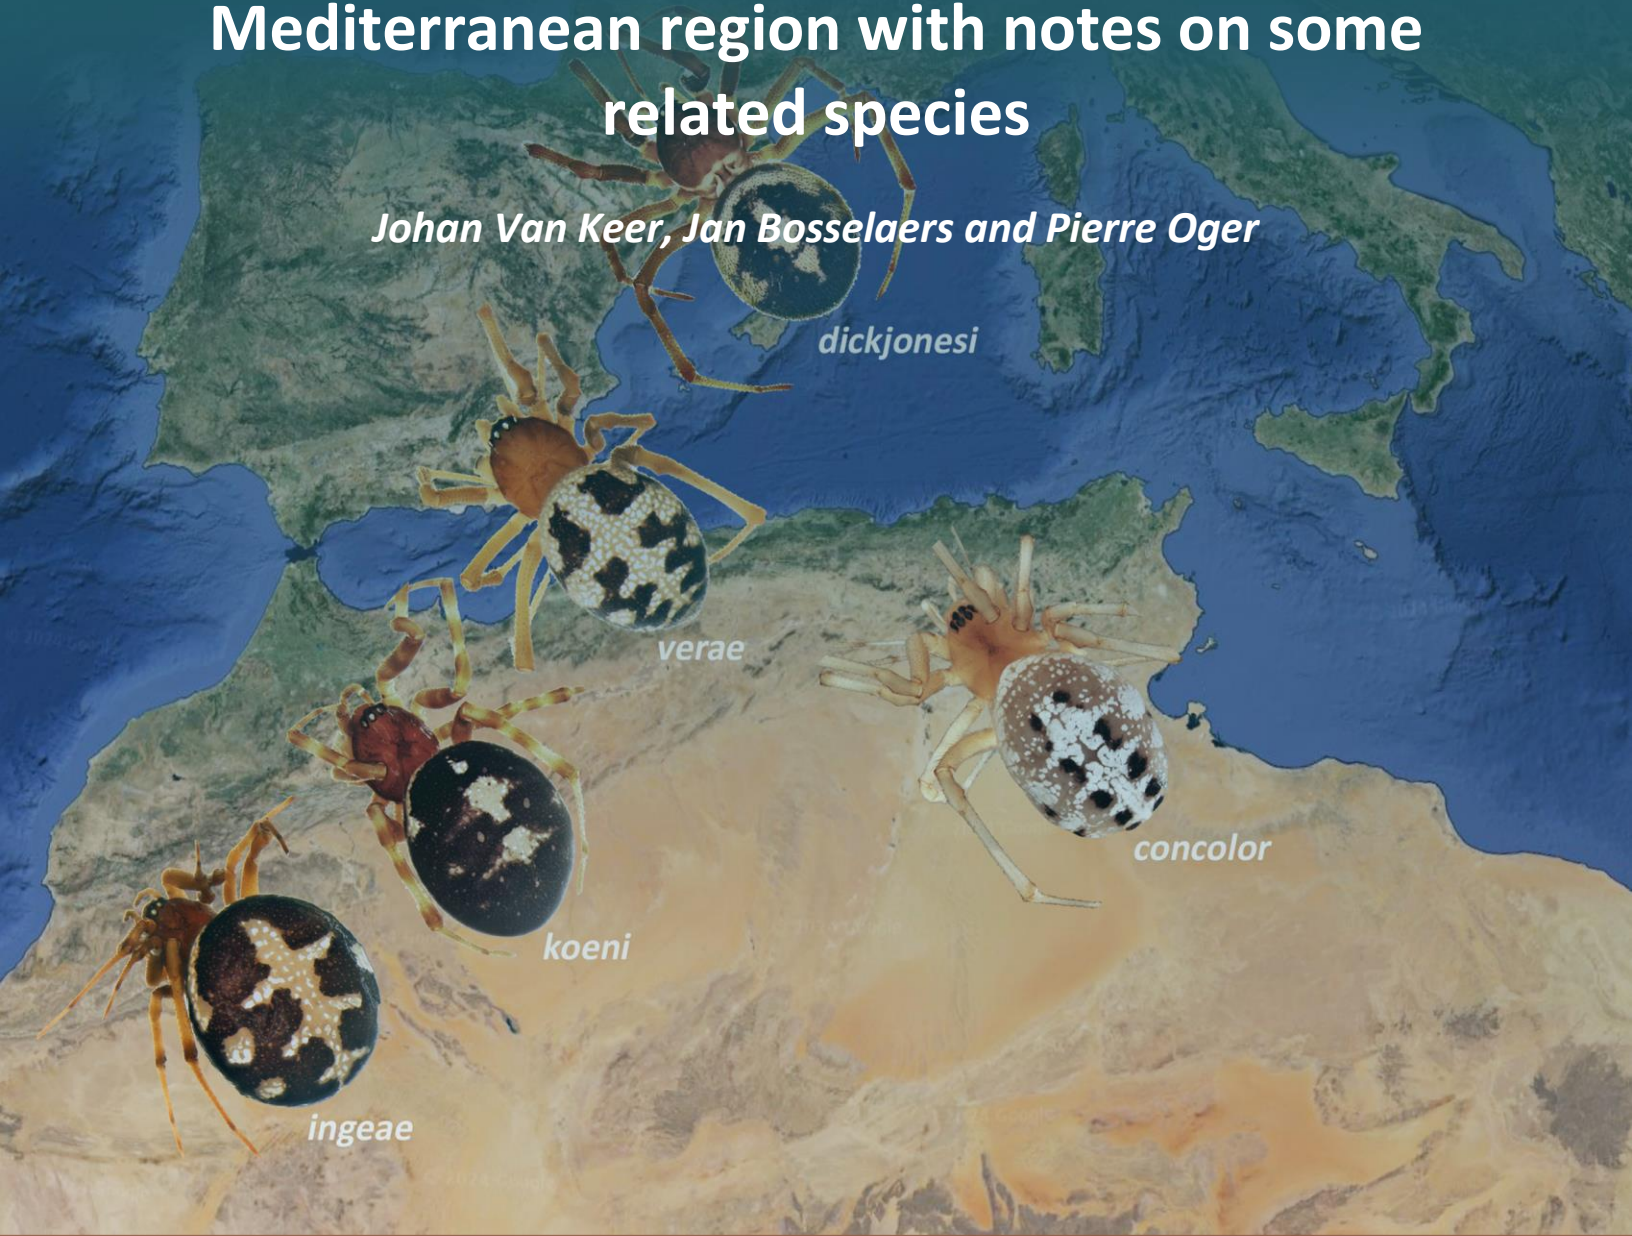 Mediterranean region with notes on some
related species
Johan Van Keer, Jan Bosselaers and Pierre Oger
dickjonesi
verae
concolor
koeni
ingeae